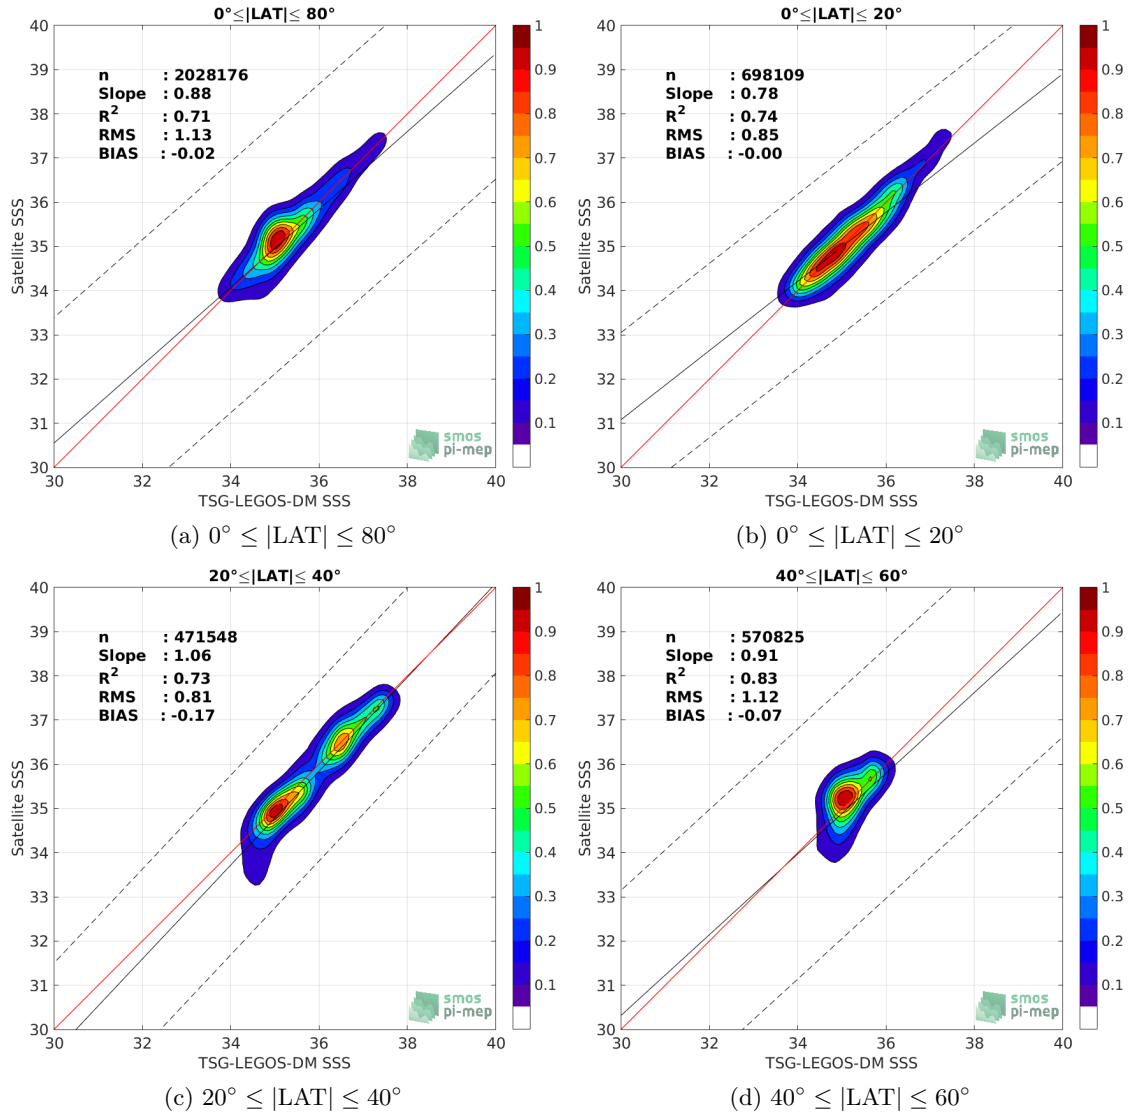 0°≤|LAT|≤ 80°
40
39
38
37
36
35
34
33
32
31
30
Satellite SSS
n : 2028176
Slope : 0.88
R² : 0.71
RMS : 1.13
BIAS : -0.02
smos
pi-mep
30 32 34 36 38 40
TSG-LEGOS-DM SSS
1
0.9
0.8
0.7
0.6
0.5
0.4
0.3
0.2
0.1
(a) 0° ≤ |LAT| ≤ 80°
0°≤|LAT|≤ 20°
40
39
38
37
36
35
34
33
32
31
30
Satellite SSS
n : 698109
Slope : 0.78
R² : 0.74
RMS : 0.85
BIAS : -0.00
smos
pi-mep
30 32 34 36 38 40
TSG-LEGOS-DM SSS
1
0.9
0.8
0.7
0.6
0.5
0.4
0.3
0.2
0.1
(b) 0° ≤ |LAT| ≤ 20°
20°≤|LAT|≤ 40°
40
39
38
37
36
35
34
33
32
31
30
Satellite SSS
n : 471548
Slope : 1.06
R² : 0.73
RMS : 0.81
BIAS : -0.17
smos
pi-mep
30 32 34 36 38 40
TSG-LEGOS-DM SSS
1
0.9
0.8
0.7
0.6
0.5
0.4
0.3
0.2
0.1
(c) 20° ≤ |LAT| ≤ 40°
40°≤|LAT|≤ 60°
40
39
38
37
36
35
34
33
32
31
30
Satellite SSS
n : 570825
Slope : 0.91
R² : 0.83
RMS : 1.12
BIAS : -0.07
smos
pi-mep
30 32 34 36 38 40
TSG-LEGOS-DM SSS
1
0.9
0.8
0.7
0.6
0.5
0.4
0.3
0.2
0.1
(d) 40° ≤ |LAT| ≤ 60°